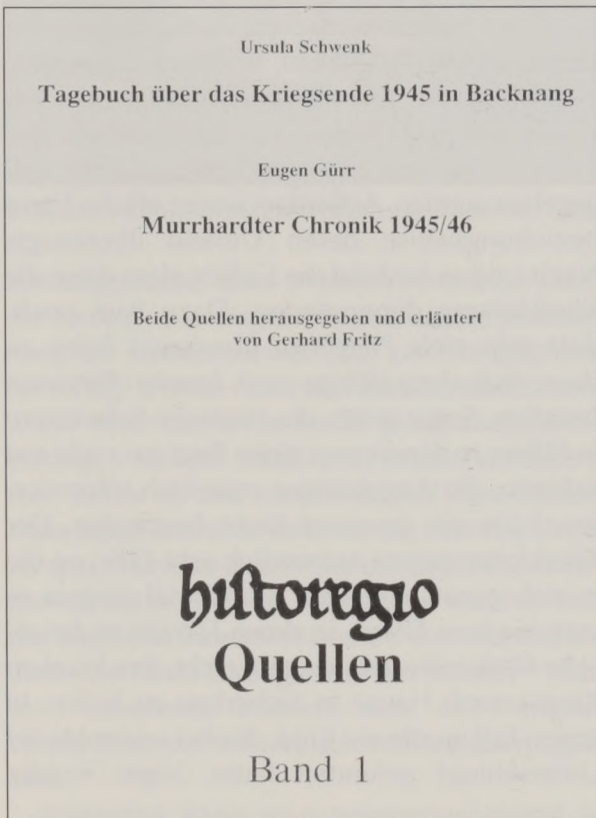 Ursula Schwenk
Tagebuch über das Kriegsende 1945 in Backnang
Eugen Gürr
Murrhardter Chronik 1945/46
Beide Quellen herausgegeben und erläutert
von Gerhard Fritz
historegio
Quellen
Band 1